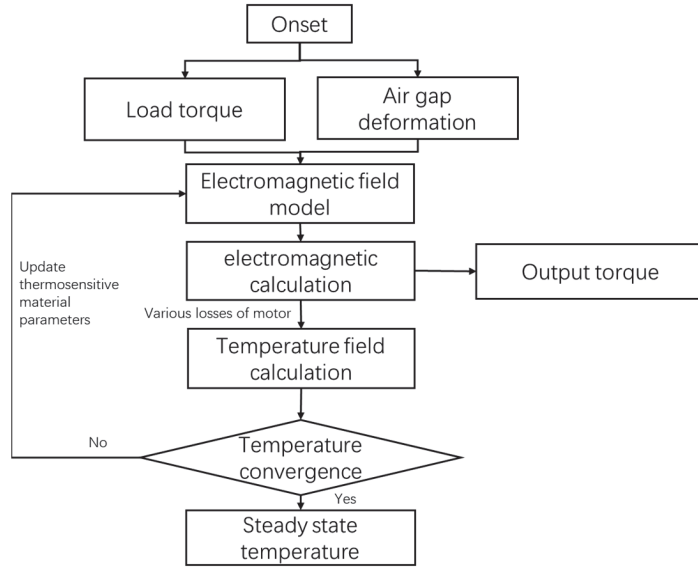 Onset
Load torque
Air gap
deformation
Electromagnetic field
model
electromagnetic
calculation
Output torque
Update
thermosensitive
material
parameters
Various losses of motor
Temperature field
calculation
No
Temperature
convergence
Yes
Steady state
temperature